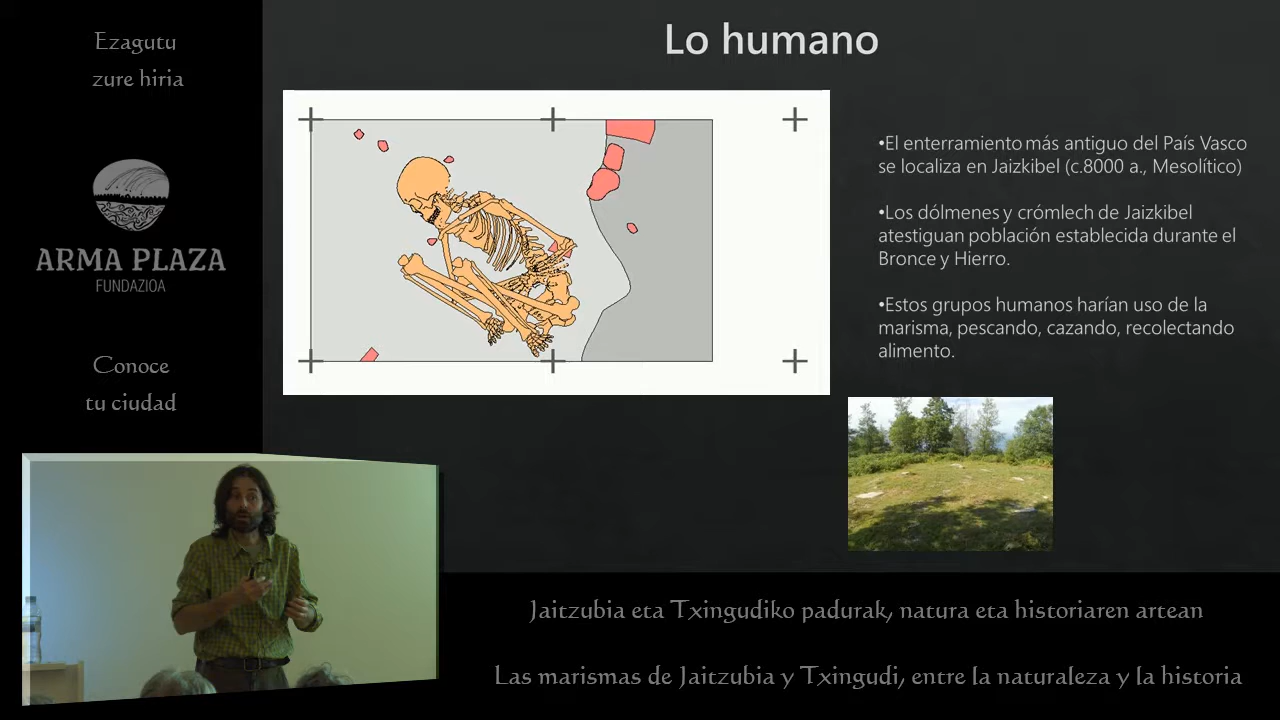 Ezagutu
zure hiria
ARMA PLAZA
FUNDAZIOA
Conoce
tu ciudad
Lo humano
•El enterramiento más antiguo del País Vasco
se localiza en Jaizkibel (c.8000 a., Mesolítico)
•Los dólmenes y crómlech de Jaizkibel
atestiguan población establecida durante el
Bronce y Hierro.
•Estos grupos humanos harían uso de la
marisma, pescando, cazando, recolectando
alimento.
Jaitzubia eta Txingudiko padurak, natura eta historiaren artean
Las marismas de Jaitzubia y Txingudi, entre la naturaleza y la historia